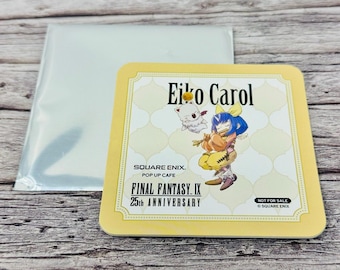 Eiko Carol
SQUARE ENIX
POP UP CAFE
FINAL FANTASY. IX
25th ANNIVERSARY
NOT FOR SALE
© SQUARE ENIX